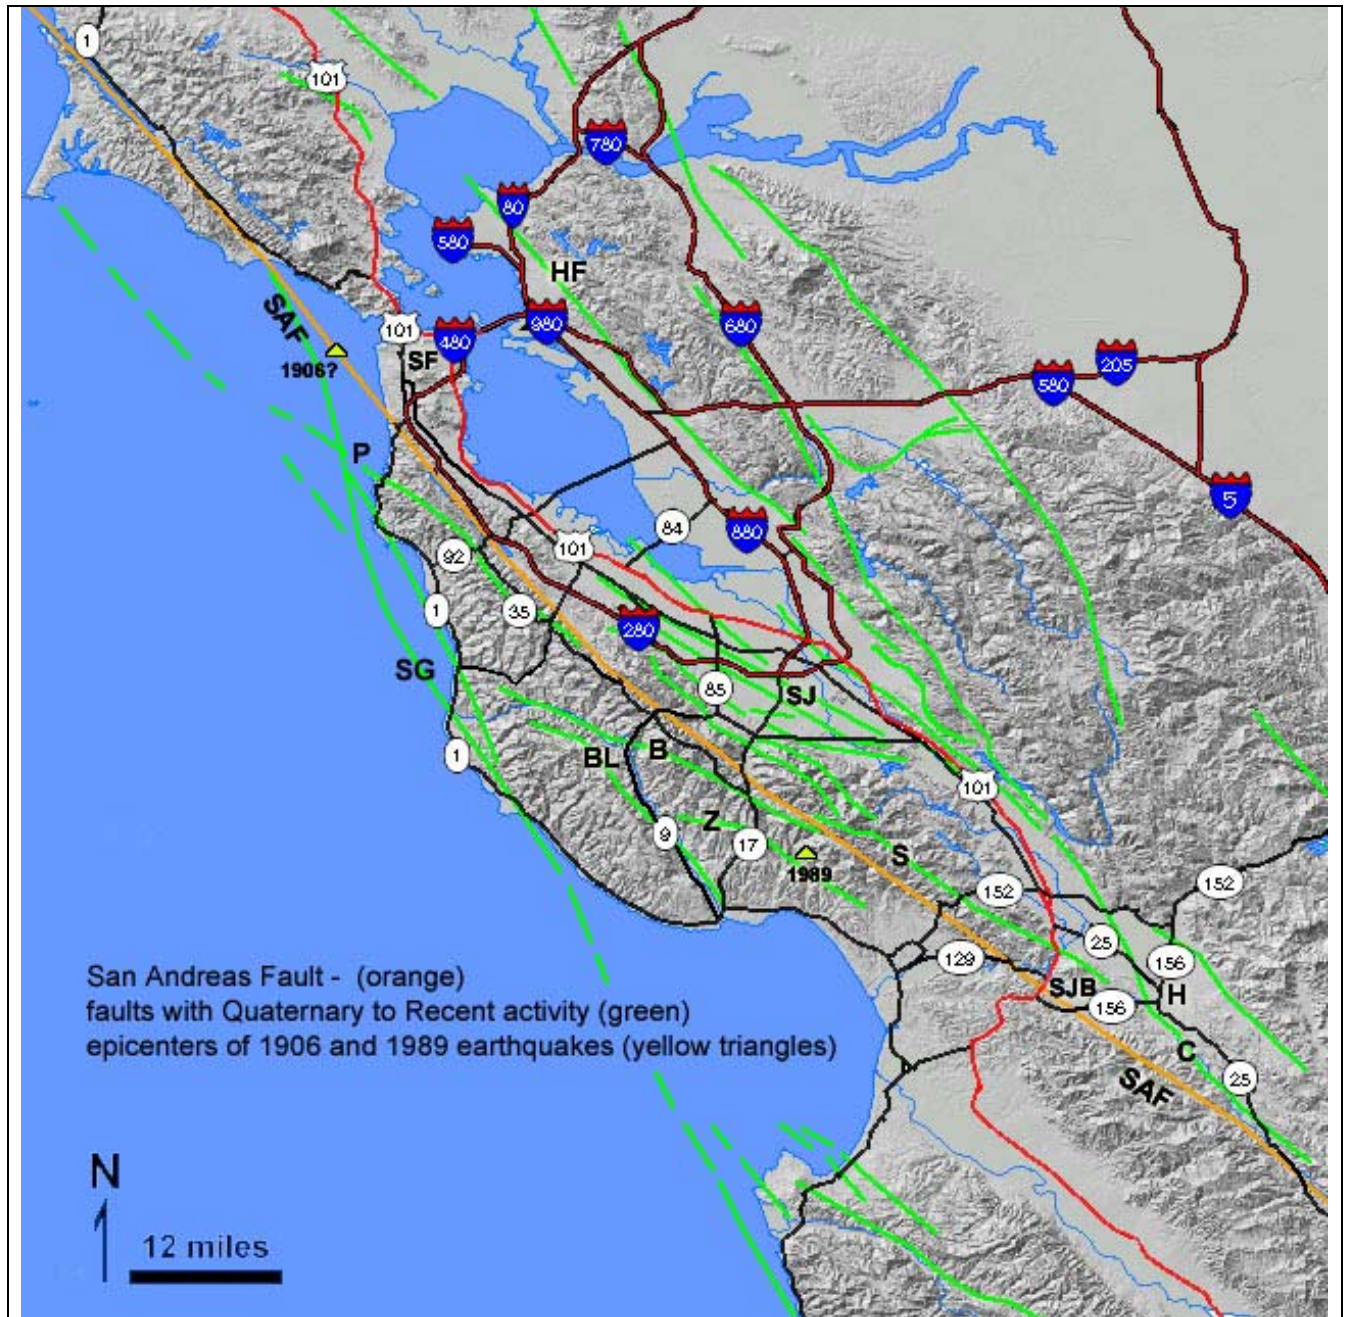 1
101
780
80
580
HF
SAF
1906?
101
SF
480
980
680
205
580
5
P
84
880
101
92
1
35
280
SG
85
SJ
1
BL
B
101
Z
9
17
1989
S
152
152
25
129
156
SJB
156
H
C
25
SAF
San Andreas Fault - (orange)
faults with Quaternary to Recent activity (green)
epicenters of 1906 and 1989 earthquakes (yellow triangles)
N
12 miles